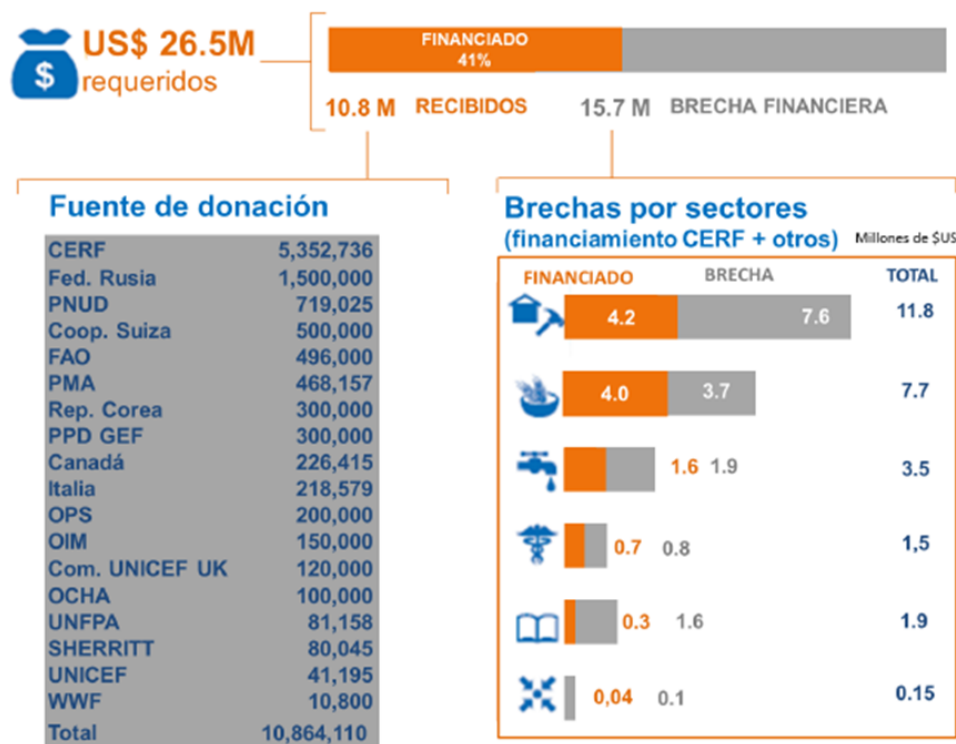 US$ 26.5M
requeridos
$
FINANCIADO
41%
10.8 M RECIBIDOS
15.7 M BRECHA FINANCIERA
Fuente de donación
CERF 5,352,736
Fed. Rusia 1,500,000
PNUD 719,025
Coop. Suiza 500,000
FAO 496,000
PMA 468,157
Rep. Corea 300,000
PPD GEF 300,000
Canadá 226,415
Italia 218,579
OPS 200,000
OIM 150,000
Com. UNICEF UK 120,000
OCHA 100,000
UNFPA 81,158
SHERRITT 80,045
UNICEF 41,195
WWF 10,800
Total 10,864,110
Brechas por sectores
(financiamiento CERF + otros) Millones de $US
FINANCIADO BRECHA TOTAL
4.2 7.6 11.8
4.0 3.7 7.7
1.6 1.9 3.5
0.7 0.8 1,5
0.3 1.6 1.9
0,04 0.1 0.15